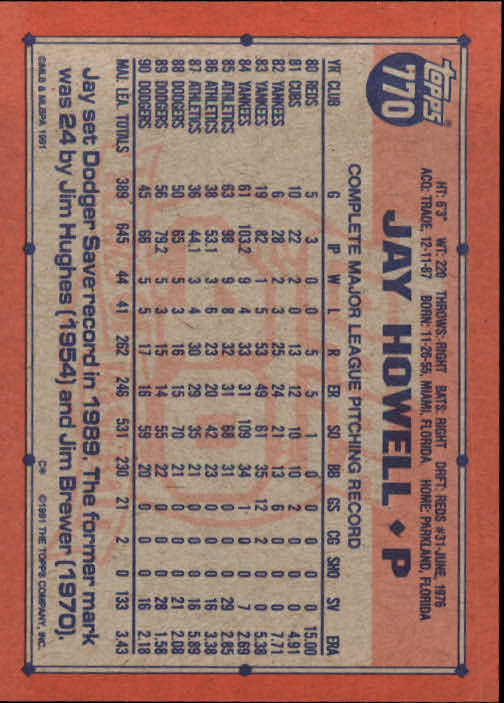 TOPPS®
770
HT: 6'3" WT: 220 THROWS: RIGHT BATS: RIGHT DRFT: REDS #31-JUNE, 1976
ACQ: TRADE, 12-11-87 BORN: 11-26-55, MIAMI, FLORIDA HOME: PARKLAND, FLORIDA
JAY HOWELL ♦ P
COMPLETE MAJOR LEAGUE PITCHING RECORD
YR CLUB G IP W L R ER SO BB GS CG SHO SV ERA
80 REDS 5 3 0 0 5 5 1 0 0 0 0 0 15.00
81 CUBS 10 22 2 0 13 12 10 10 2 0 0 0 4.91
82 YANKEES 6 28 2 3 25 24 21 13 6 0 0 0 7.71
83 YANKEES 19 82 1 5 53 49 61 35 12 2 0 0 5.38
84 YANKEES 61 103.2 9 4 33 31 109 34 1 0 0 7 2.69
85 ATHLETICS 63 98 9 8 32 31 68 31 0 0 0 29 2.85
86 ATHLETICS 38 53.1 3 6 23 20 42 23 0 0 0 16 3.38
87 ATHLETICS 36 44.1 3 4 30 29 35 21 0 0 0 16 5.89
88 DODGERS 50 65 5 3 16 15 70 21 0 0 0 21 2.08
89 DODGERS 56 79.2 5 3 15 14 55 22 0 0 0 28 1.58
90 DODGERS 45 66 5 5 17 16 59 20 0 0 0 16 2.18
MAJ. LEA. TOTALS 389 645 44 41 262 246 531 230 21 2 0 133 3.43
Jay set Dodger Save record in 1989. The former mark
was 24 by Jim Hughes (1954) and Jim Brewer (1970).
©MLB & MLBPA 1991 C* ©1991 THE TOPPS COMPANY, INC.